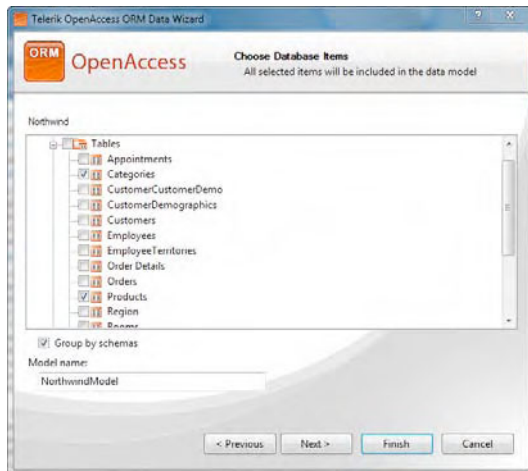 Telerik OpenAccess ORM Data Wizard
ORM
OpenAccess
Choose Database Items
All selected items will be included in the data model
Northwind
Tables
Appointments
Categories
CustomerCustomerDemo
CustomerDemographics
Customers
Employees
EmployeeTerritories
Order Details
Orders
Products
Region
Rooms
Group by schemas
Model name:
NorthwindModel
< Previous
Next >
Finish
Cancel